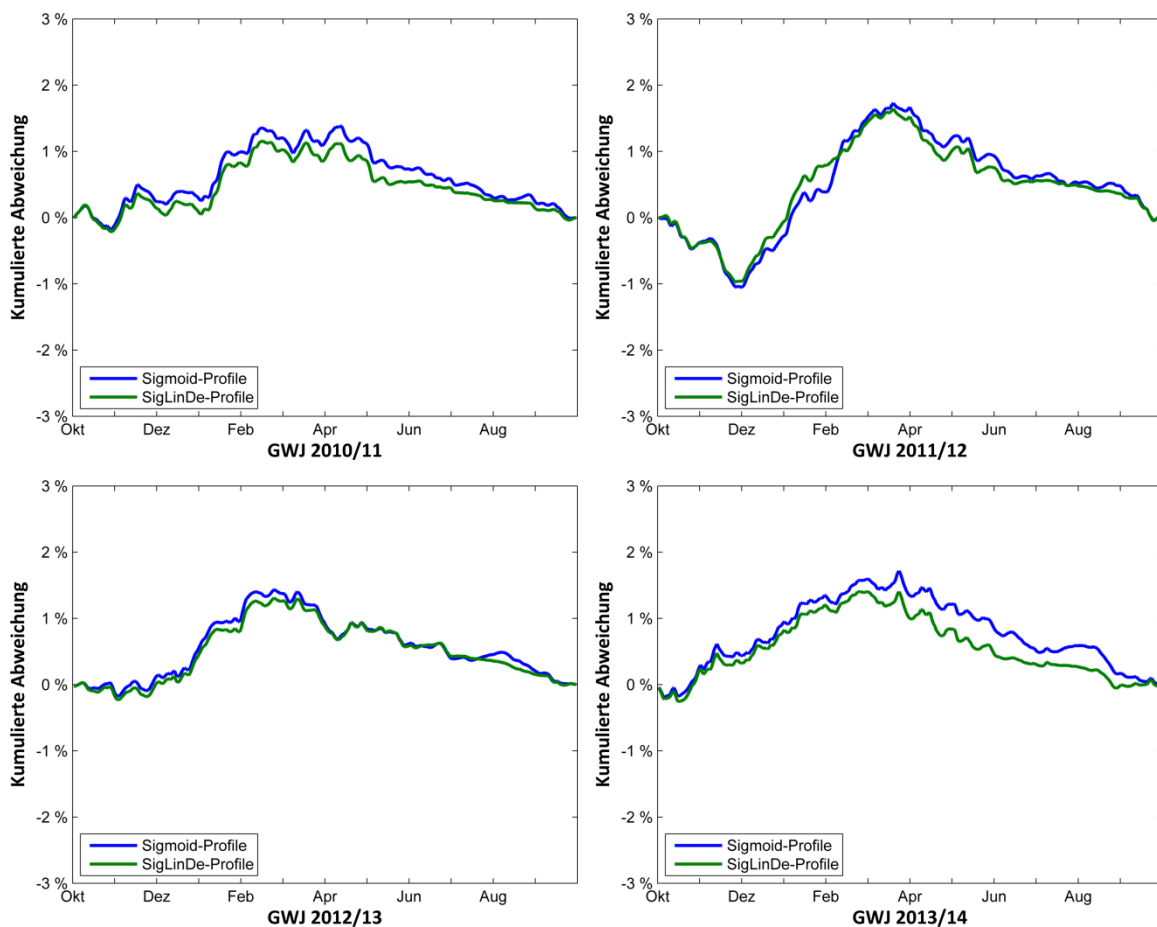 Kumulierte Abweichung
3 %
2 %
1 %
0 %
-1 %
-2 %
-3 %
Sigmoid-Profile
SigLinDe-Profile
Okt Dez Feb Apr Jun Aug
GWJ 2010/11
Kumulierte Abweichung
3 %
2 %
1 %
0 %
-1 %
-2 %
-3 %
Sigmoid-Profile
SigLinDe-Profile
Okt Dez Feb Apr Jun Aug
GWJ 2011/12
Kumulierte Abweichung
3 %
2 %
1 %
0 %
-1 %
-2 %
-3 %
Sigmoid-Profile
SigLinDe-Profile
Okt Dez Feb Apr Jun Aug
GWJ 2012/13
Kumulierte Abweichung
3 %
2 %
1 %
0 %
-1 %
-2 %
-3 %
Sigmoid-Profile
SigLinDe-Profile
Okt Dez Feb Apr Jun Aug
GWJ 2013/14